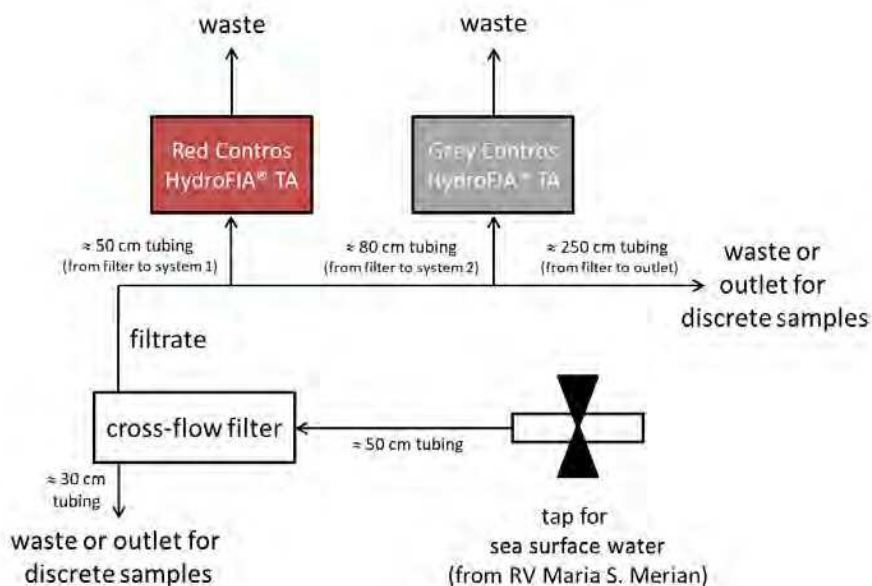 waste
waste
Red Contros
HydroFIA® TA
Grey Contros
HydroFIA® TA
≈ 50 cm tubing
(from filter to system 1)
≈ 80 cm tubing
(from filter to system 2)
≈ 250 cm tubing
(from filter to outlet)
waste or
outlet for
discrete samples
filtrate
cross-flow filter
≈ 50 cm tubing
≈ 30 cm
tubing
waste or outlet for
discrete samples
tap for
sea surface water
(from RV Maria S. Merian)